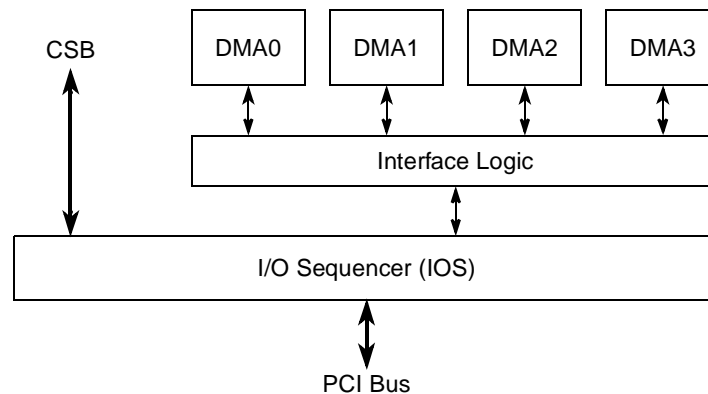 CSB
DMA0 DMA1 DMA2 DMA3
Interface Logic
I/O Sequencer (IOS)
PCI Bus